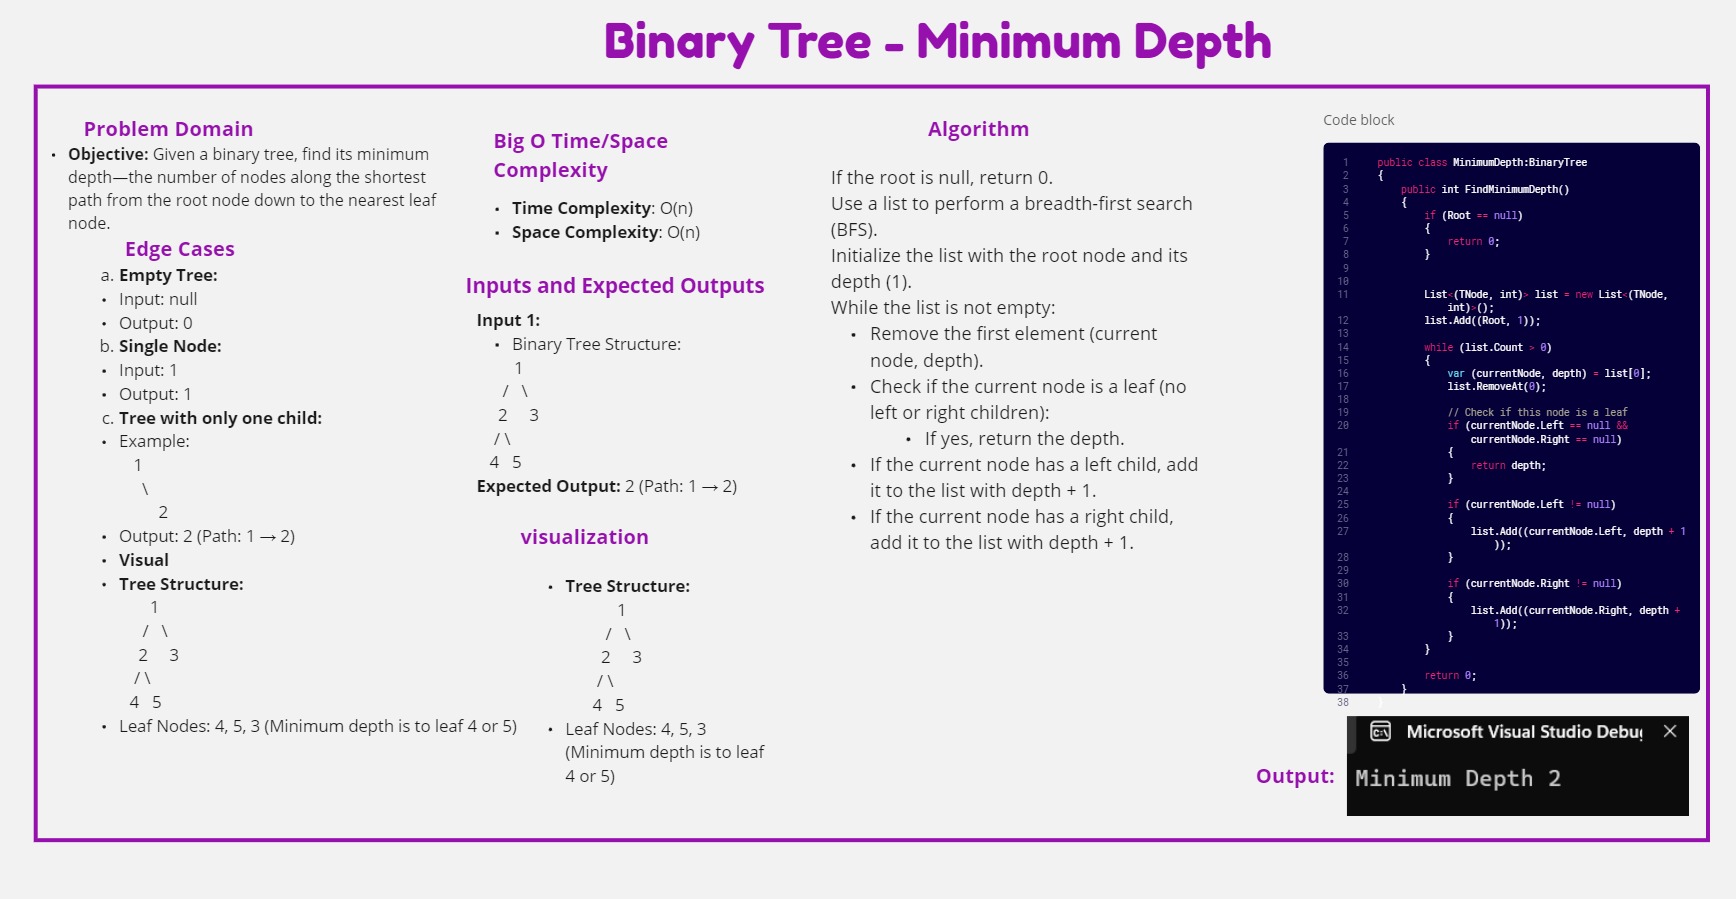 Binary Tree - Minimum Depth
Problem Domain
• Objective: Given a binary tree, find its minimum
depth—the number of nodes along the shortest
path from the root node down to the nearest leaf
node.
Edge Cases
a. Empty Tree:
• Input: null
• Output: 0
b. Single Node:
• Input: 1
• Output: 1
c. Tree with only one child:
• Example:
1
\
2
• Output: 2 (Path: 1 → 2)
• Visual
• Tree Structure:
1
/ \
2 3
/ \
4 5
• Leaf Nodes: 4, 5, 3 (Minimum depth is to leaf 4 or 5)
Big O Time/Space
Complexity
• Time Complexity: O(n)
• Space Complexity: O(n)
Inputs and Expected Outputs
Input 1:
• Binary Tree Structure:
1
/ \
2 3
/ \
4 5
Expected Output: 2 (Path: 1 → 2)
visualization
• Tree Structure:
1
/ \
2 3
/ \
4 5
• Leaf Nodes: 4, 5, 3
(Minimum depth is to leaf
4 or 5)
Algorithm
If the root is null, return 0.
Use a list to perform a breadth-first search
(BFS).
Initialize the list with the root node and its
depth (1).
While the list is not empty:
• Remove the first element (current
node, depth).
• Check if the current node is a leaf (no
left or right children):
• If yes, return the depth.
• If the current node has a left child, add
it to the list with depth + 1.
• If the current node has a right child,
add it to the list with depth + 1.
Code block
1 public class MinimumDepth:BinaryTree
2 {
3 public int FindMinimumDepth()
4 {
5 if (Root == null)
6 {
7 return 0;
8 }
9
10
11 List<(TNode, int)> list = new List<(TNode,
int)>();
12 list.Add((Root, 1));
13
14 while (list.Count > 0)
15 {
16 var (currentNode, depth) = list[0];
17 list.RemoveAt(0);
18
19 // Check if this node is a leaf
20 if (currentNode.Left == null &&
currentNode.Right == null)
21 {
22 return depth;
23 }
24
25 if (currentNode.Left != null)
26 {
27 list.Add((currentNode.Left, depth + 1
));
28 }
29
30 if (currentNode.Right != null)
31 {
32 list.Add((currentNode.Right, depth +
1));
33 }
34 }
35
36 return 0;
37 }
38 }
Output:
C:\ Microsoft Visual Studio Debug
Minimum Depth 2